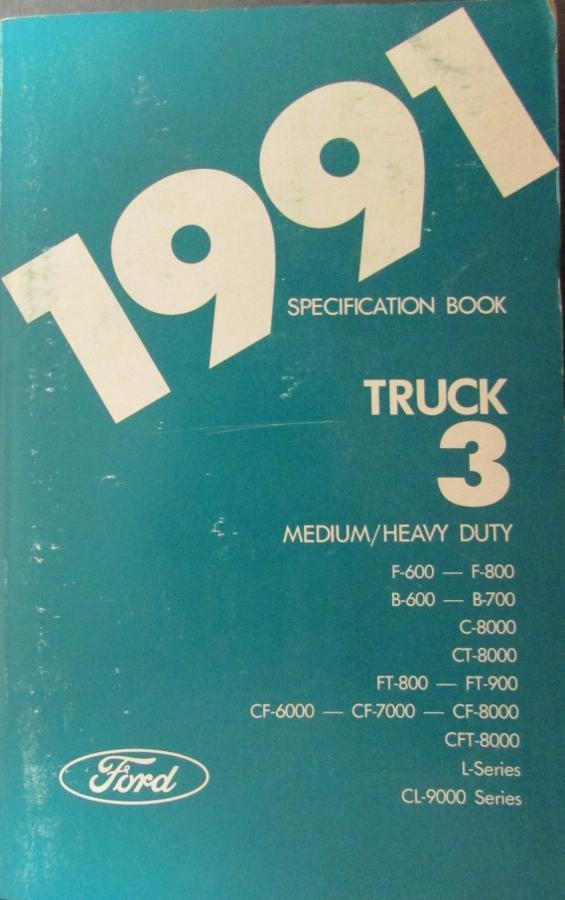 1991
SPECIFICATION BOOK
TRUCK
3
MEDIUM/HEAVY DUTY
F-600 — F-800
B-600 — B-700
C-8000
CT-8000
FT-800 — FT-900
CF-6000 — CF-7000 — CF-8000
CFT-8000
L-Series
CL-9000 Series
Ford